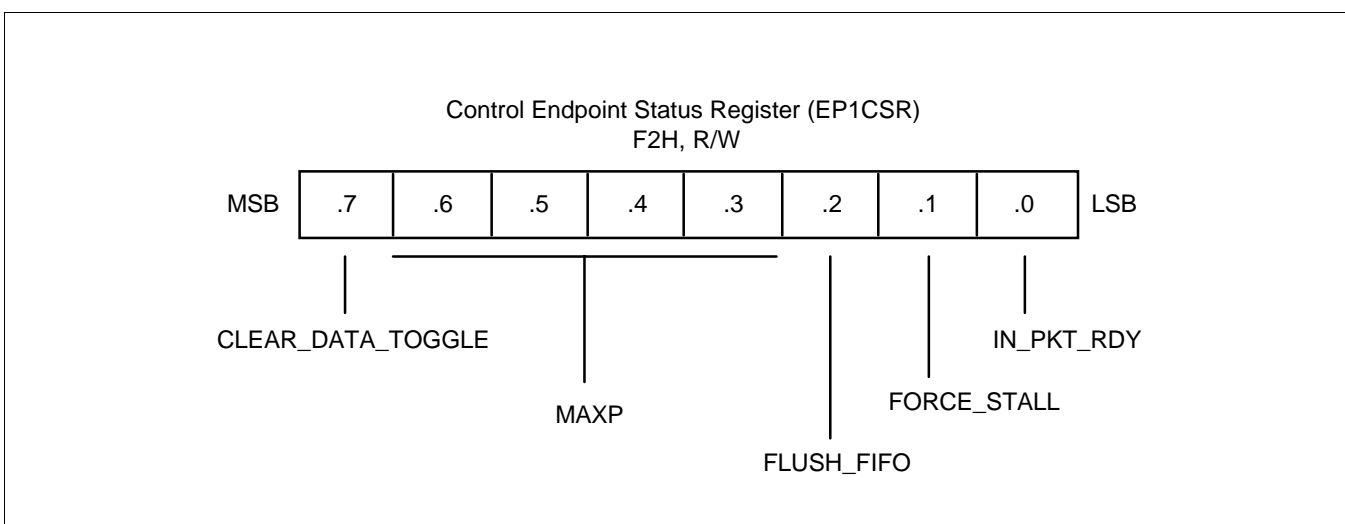 Control Endpoint Status Register (EP1CSR)
F2H, R/W
MSB .7 .6 .5 .4 .3 .2 .1 .0 LSB
CLEAR_DATA_TOGGLE IN_PKT_RDY
FORCE_STALL
MAXP
FLUSH_FIFO